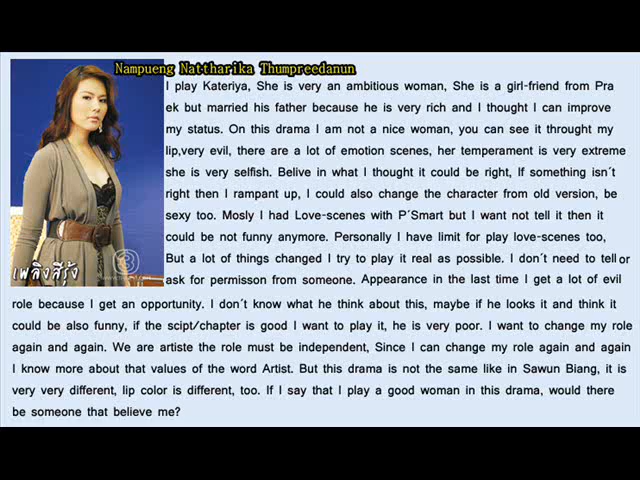 Nampueng Nattharika Thumpreedanun
I play Kateriya, She is very an ambitious woman, She is a girl-friend from Pra
ek but married his father because he is very rich and I thought I can improve
my status. On this drama I am not a nice woman, you can see it throught my
lip,very evil, there are a lot of emotion scenes, her temperament is very extreme
she is very selfish. Belive in what I thought it could be right, If something isn´t
right then I rampant up, I could also change the character from old version, be
sexy too. Mosly I had Love-scenes with P´Smart but I want not tell it then it
could be not funny anymore. Personally I have limit for play love-scenes too,
But a lot of things changed I try to play it real as possible. I don´t need to tell or
ask for permisson from someone. Appearance in the last time I get a lot of evil
เพลิงสีรุ้ง
3
role because I get an opportunity. I don´t know what he think about this, maybe if he looks it and think it
could be also funny, if the scipt/chapter is good I want to play it, he is very poor. I want to change my role
again and again. We are artiste the role must be independent, Since I can change my role again and again
I know more about that values of the word Artist. But this drama is not the same like in Sawun Biang, it is
very very different, lip color is different, too. If I say that I play a good woman in this drama, would there
be someone that believe me?